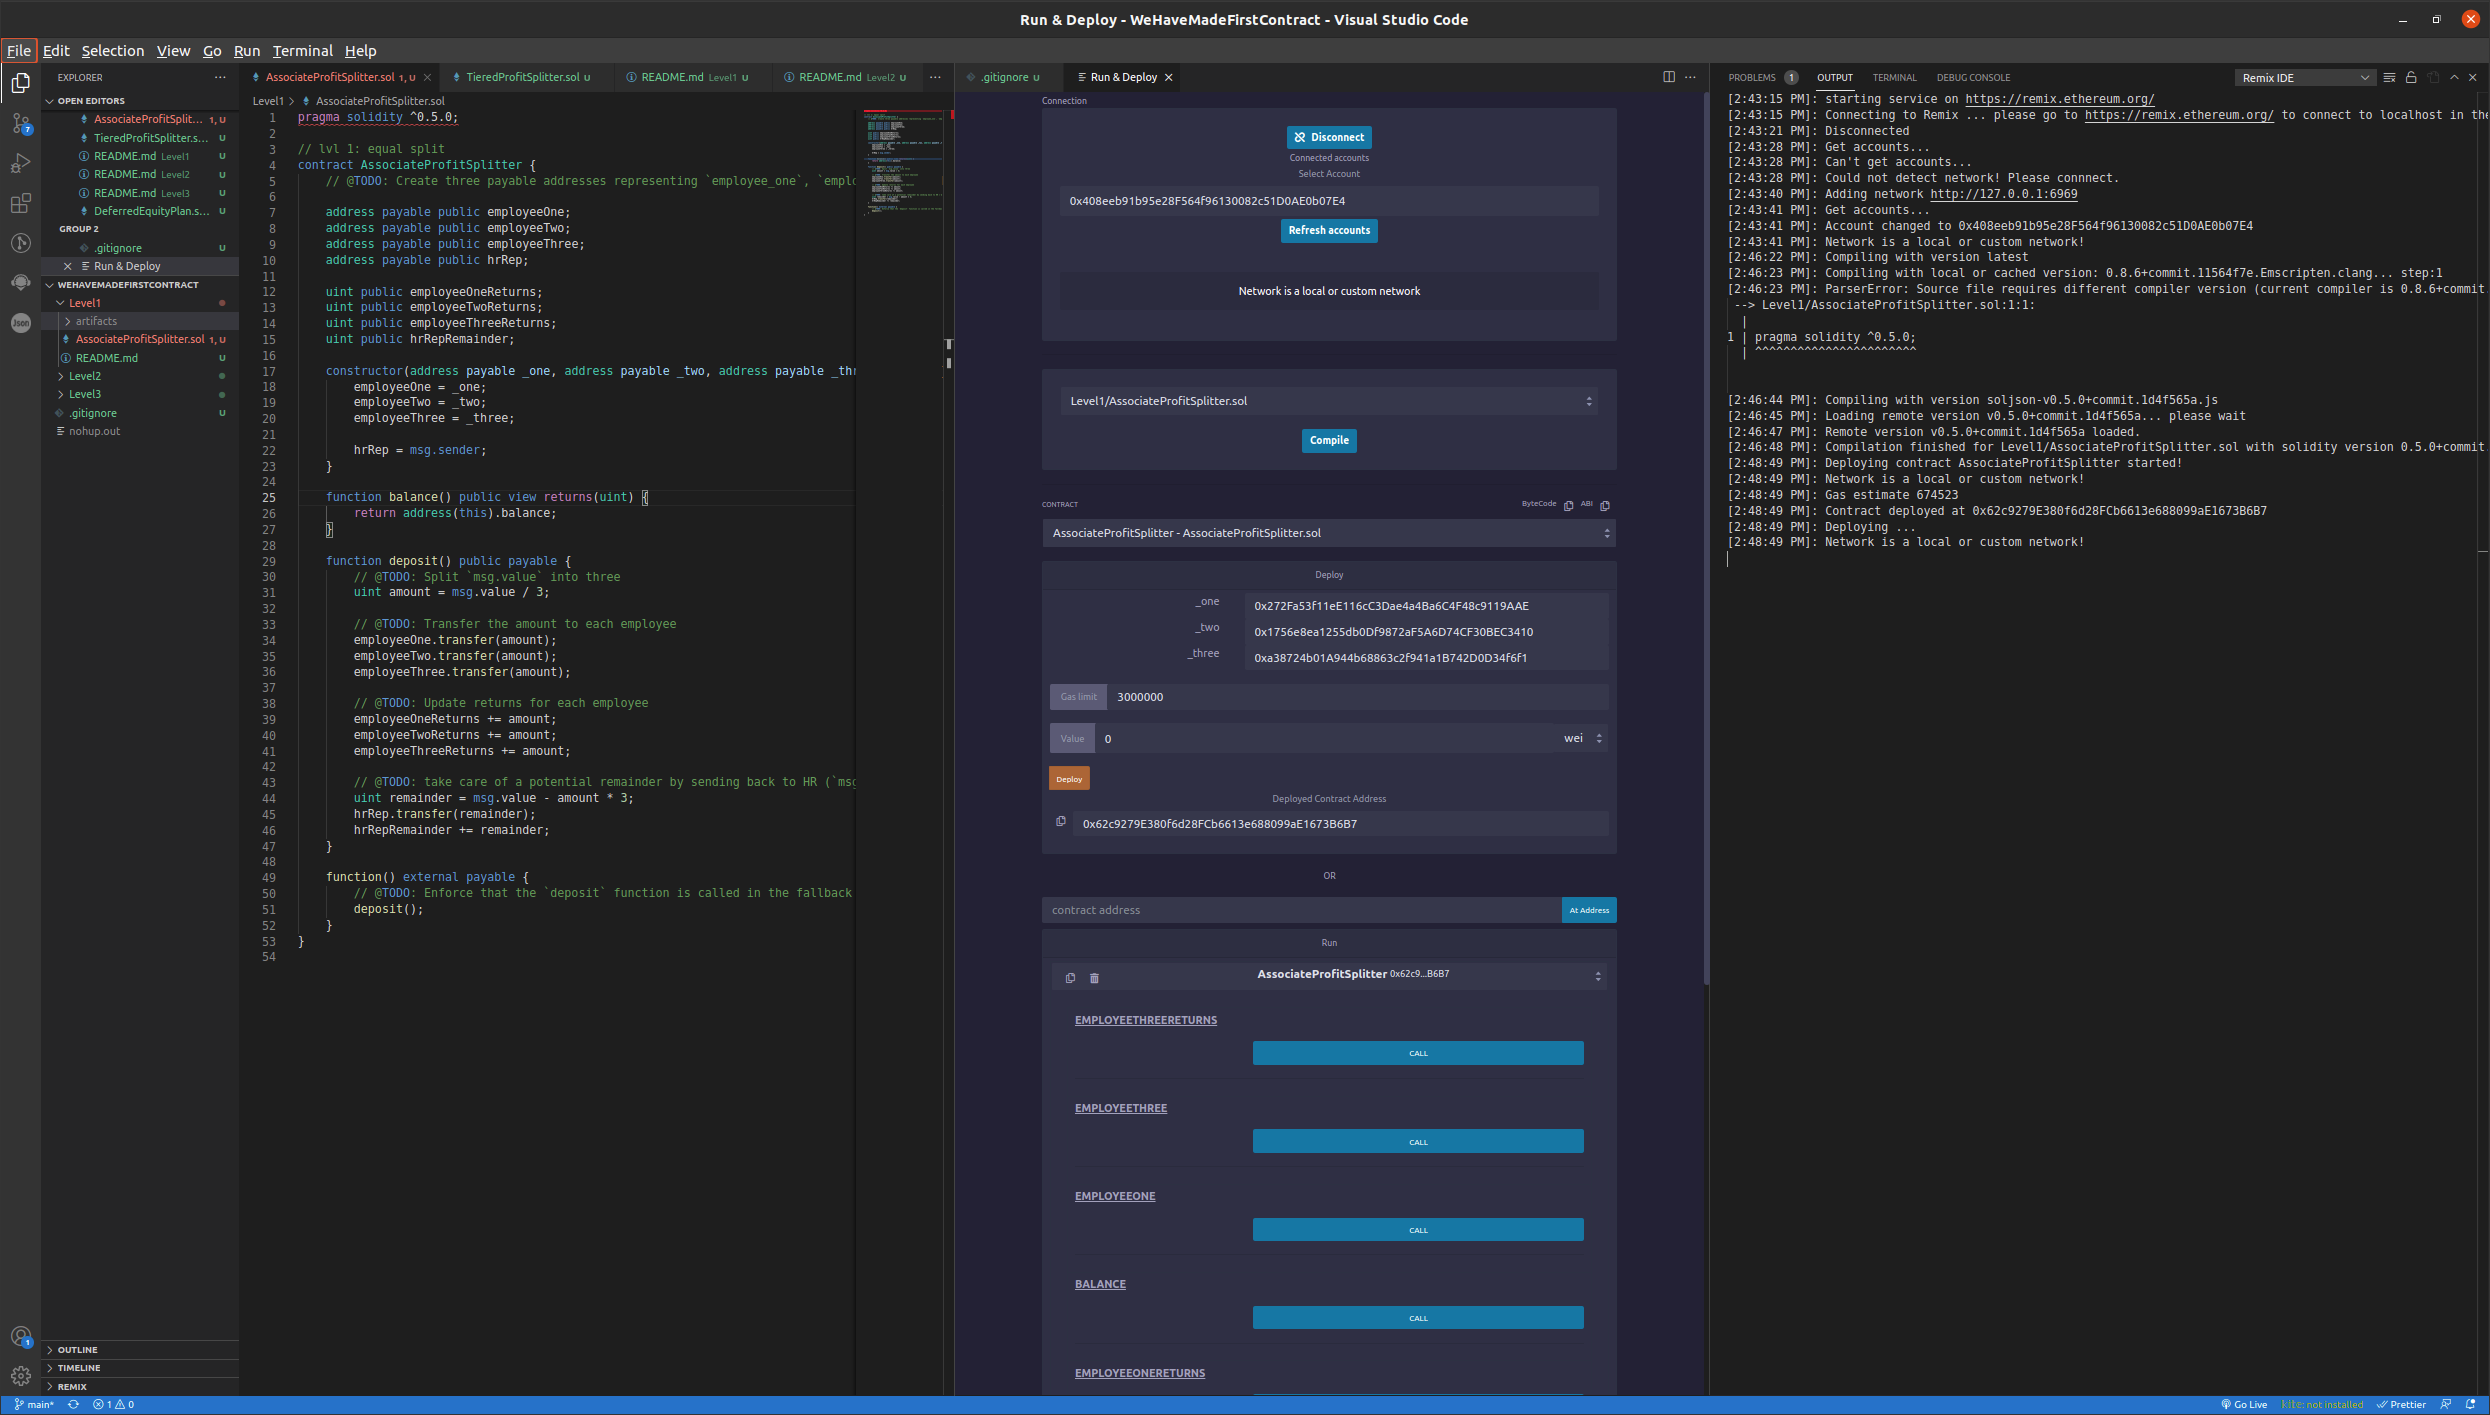 Run & Deploy - WeHaveMadeFirstContract - Visual Studio Code
File Edit Selection View Go Run Terminal Help
EXPLORER
OPEN EDITORS
AssociateProfitSplit... 1, U
TieredProfitSplitter.s... U
README.md Level1 U
README.md Level2 U
README.md Level3 U
DeferredEquityPlan.s... U
GROUP 2
.gitignore U
Run & Deploy
WEHAVEMADEFIRSTCONTRACT
Level1
artifacts
AssociateProfitSplitter.sol 1, U
README.md U
Level2
Level3
.gitignore U
nohup.out
OUTLINE
TIMELINE
REMIX
7
Json
1
AssociateProfitSplitter.sol 1, U
TieredProfitSplitter.sol U
README.md Level1 U
README.md Level2 U
Level1 > AssociateProfitSplitter.sol
1 pragma solidity ^0.5.0;
2
3 // lvl 1: equal split
4 contract AssociateProfitSplitter {
5 // @TODO: Create three payable addresses representing `employee_one`, `emplo
6
7 address payable public employeeOne;
8 address payable public employeeTwo;
9 address payable public employeeThree;
10 address payable public hrRep;
11
12 uint public employeeOneReturns;
13 uint public employeeTwoReturns;
14 uint public employeeThreeReturns;
15 uint public hrRepRemainder;
16
17 constructor(address payable _one, address payable _two, address payable _thr
18 employeeOne = _one;
19 employeeTwo = _two;
20 employeeThree = _three;
21
22 hrRep = msg.sender;
23 }
24
25 function balance() public view returns(uint) {
26 return address(this).balance;
27 }
28
29 function deposit() public payable {
30 // @TODO: Split `msg.value` into three
31 uint amount = msg.value / 3;
32
33 // @TODO: Transfer the amount to each employee
34 employeeOne.transfer(amount);
35 employeeTwo.transfer(amount);
36 employeeThree.transfer(amount);
37
38 // @TODO: Update returns for each employee
39 employeeOneReturns += amount;
40 employeeTwoReturns += amount;
41 employeeThreeReturns += amount;
42
43 // @TODO: take care of a potential remainder by sending back to HR (`msg
44 uint remainder = msg.value - amount * 3;
45 hrRep.transfer(remainder);
46 hrRepRemainder += remainder;
47 }
48
49 function() external payable {
50 // @TODO: Enforce that the `deposit` function is called in the fallback
51 deposit();
52 }
53 }
54
.gitignore U
Run & Deploy
Connection
Disconnect
Connected accounts
Select Account
0x408eeb91b95e28F564f96130082c51D0AE0b07E4
Refresh accounts
Network is a local or custom network
Level1/AssociateProfitSplitter.sol
Compile
CONTRACT ByteCode ABI
AssociateProfitSplitter - AssociateProfitSplitter.sol
Deploy
_one 0x272Fa53f11eE116cC3Dae4a4Ba6C4F48c9119AAE
_two 0x1756e8ea1255db0Df9872aF5A6D74CF30BEC3410
_three 0xa38724b01A944b68863c2f941a1B742D0D34f6f1
Gas limit 3000000
Value 0 wei
Deploy
Deployed Contract Address
0x62c9279E380f6d28FCb6613e688099aE1673B6B7
OR
contract address At Address
Run
AssociateProfitSplitter 0x62c9...B6B7
EMPLOYEETHREERETURNS
CALL
EMPLOYEETHREE
CALL
EMPLOYEEONE
CALL
BALANCE
CALL
EMPLOYEEONERETURNS
PROBLEMS 1 OUTPUT TERMINAL DEBUG CONSOLE Remix IDE
[2:43:15 PM]: starting service on https://remix.ethereum.org/
[2:43:15 PM]: Connecting to Remix ... please go to https://remix.ethereum.org/ to connect to localhost in the
[2:43:21 PM]: Disconnected
[2:43:28 PM]: Get accounts...
[2:43:28 PM]: Can't get accounts...
[2:43:28 PM]: Could not detect network! Please connnect.
[2:43:40 PM]: Adding network http://127.0.0.1:6969
[2:43:41 PM]: Get accounts...
[2:43:41 PM]: Account changed to 0x408eeb91b95e28F564f96130082c51D0AE0b07E4
[2:43:41 PM]: Network is a local or custom network!
[2:46:22 PM]: Compiling with version latest
[2:46:23 PM]: Compiling with local or cached version: 0.8.6+commit.11564f7e.Emscripten.clang... step:1
[2:46:23 PM]: ParserError: Source file requires different compiler version (current compiler is 0.8.6+commit
--> Level1/AssociateProfitSplitter.sol:1:1:
|
1 | pragma solidity ^0.5.0;
| ^^^^^^^^^^^^^^^^^^^^^^^
[2:46:44 PM]: Compiling with version soljson-v0.5.0+commit.1d4f565a.js
[2:46:45 PM]: Loading remote version v0.5.0+commit.1d4f565a... please wait
[2:46:47 PM]: Remote version v0.5.0+commit.1d4f565a loaded.
[2:46:48 PM]: Compilation finished for Level1/AssociateProfitSplitter.sol with solidity version 0.5.0+commit.
[2:48:49 PM]: Deploying contract AssociateProfitSplitter started!
[2:48:49 PM]: Network is a local or custom network!
[2:48:49 PM]: Gas estimate 674523
[2:48:49 PM]: Contract deployed at 0x62c9279E380f6d28FCb6613e688099aE1673B6B7
[2:48:49 PM]: Deploying ...
[2:48:49 PM]: Network is a local or custom network!
main* 1 0 Go Live kite: not installed Prettier